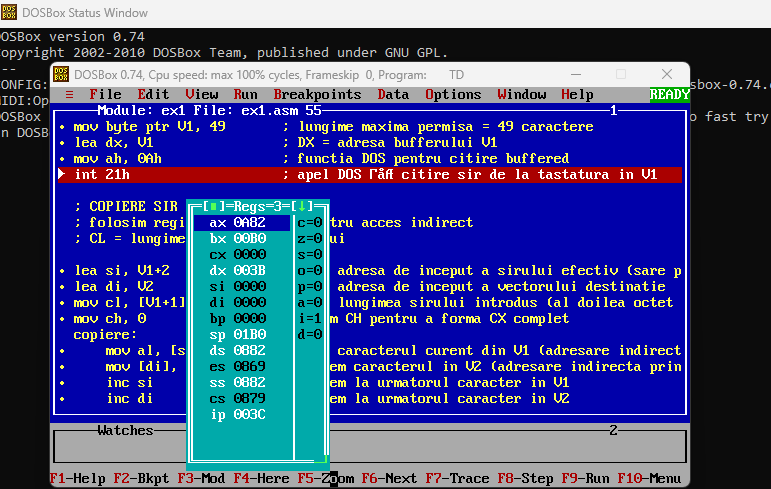 DOSBox Status Window
OSBox version 0.74
opyright 2002-2010 DOSBox Team, published under GNU GPL.
---
ONFIG:
sbox-0.74.
IDI:Op
OSBox
o fast try
n DOSB
DOSBox 0.74, Cpu speed: max 100% cycles, Frameskip 0, Program: TD
≡ File Edit View Run Breakpoints Data Options Window Help READY
Module: ex1 File: ex1.asm 55 1
mov byte ptr V1, 49 ; lungime maxima permisa = 49 caractere
lea dx, V1 ; DX = adresa bufferului V1
mov ah, 0Ah ; functia DOS pentru citire buffered
int 21h ; apel DOS Γåñ citire sir de la tastatura in V1
; COPIERE SIR
; folosim regi tru acces indirect
; CL = lungime ui
lea si, V1+2 adresa de inceput a sirului efectiv (sare p
lea di, V2 adresa de inceput a vectorului destinatie
mov cl, [V1+1] lungimea sirului introdus (al doilea octet
mov ch, 0 m CH pentru a forma CX complet
copiere:
mov al, [s caracterul curent din V1 (adresare indirect
mov [di], em caracterul in V2 (adresare indirecta prin
inc si em la urmatorul caracter in V1
inc di em la urmatorul caracter in V2
[■]=Regs=3=[↓]
ax 0A82 c=0
bx 00B0 z=0
cx 0000 s=0
dx 003B o=0
si 0000 p=0
di 0000 a=0
bp 0000 i=1
sp 01B0 d=0
ds 0882
es 0869
ss 0882
cs 0879
ip 003C
Watches 2
F1-Help F2-Bkpt F3-Mod F4-Here F5-Zoom F6-Next F7-Trace F8-Step F9-Run F10-Menu